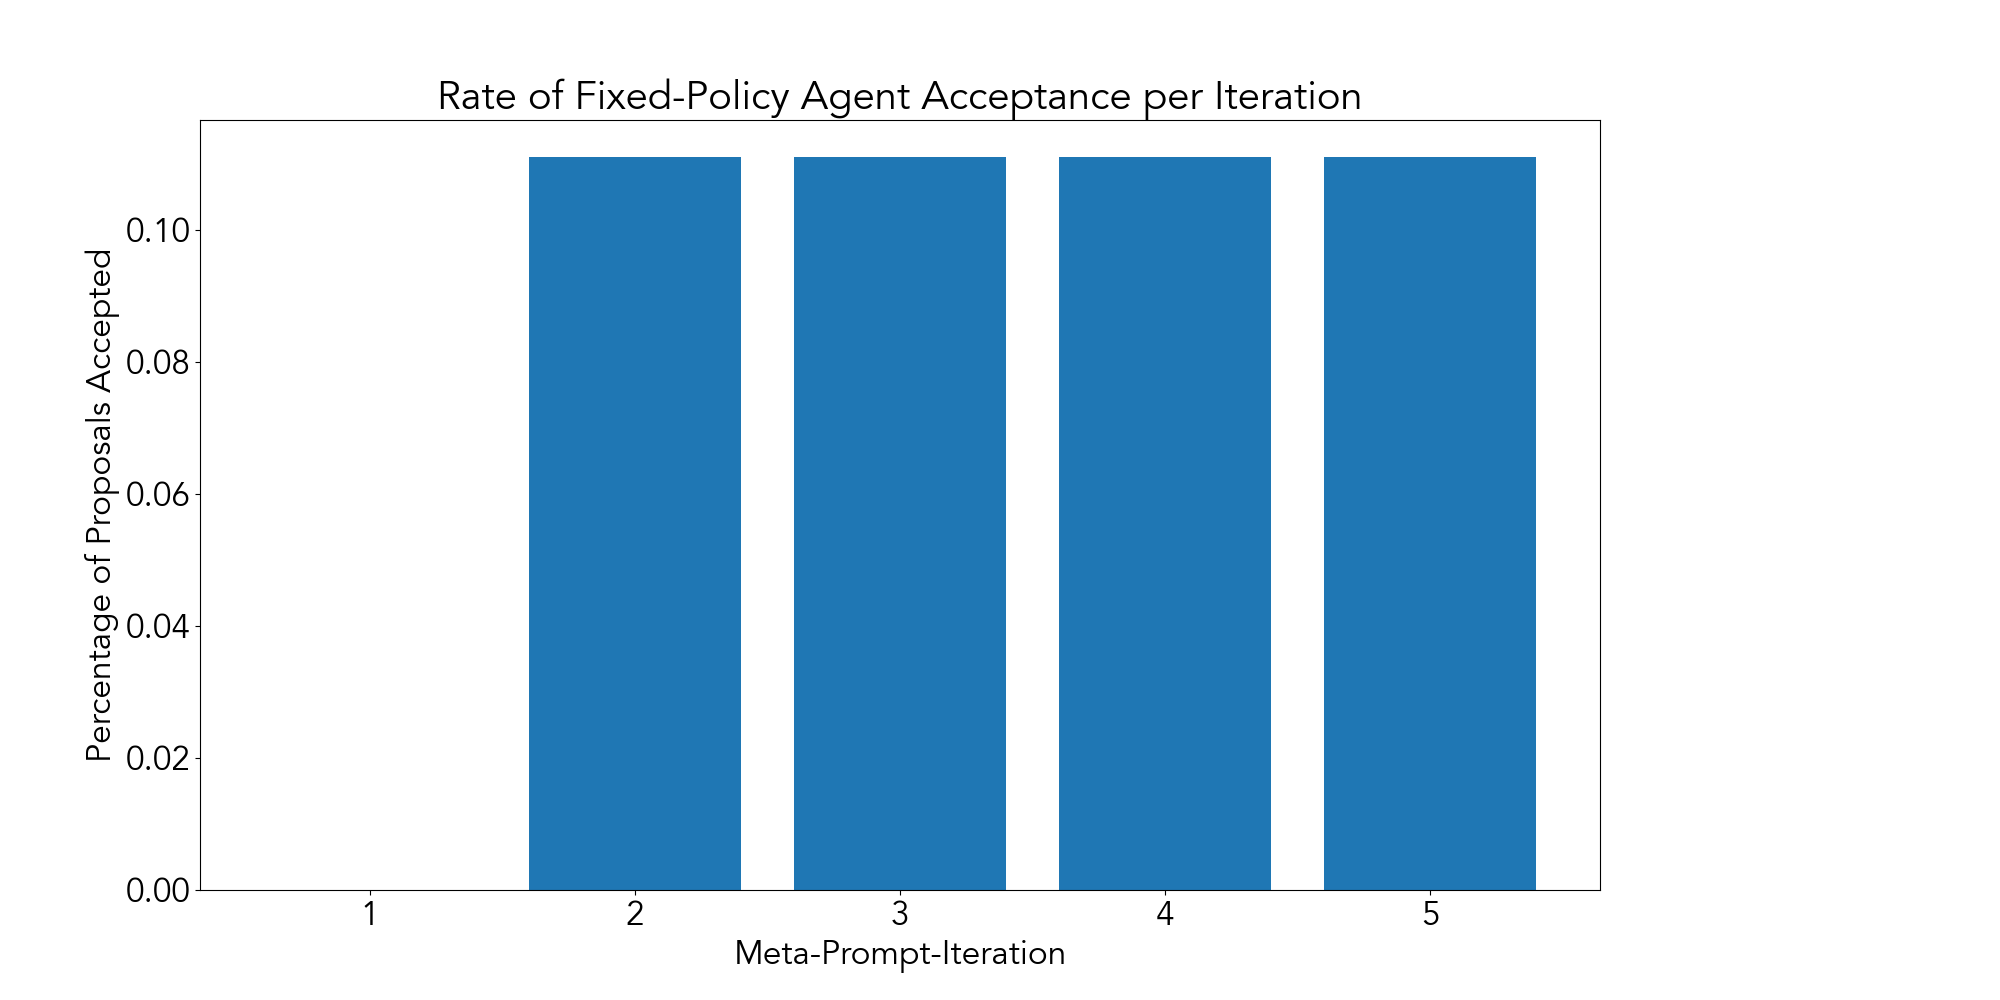 Rate of Fixed-Policy Agent Acceptance per Iteration
Percentage of Proposals Accepted
0.10
0.08
0.06
0.04
0.02
0.00
1 2 3 4 5
Meta-Prompt-Iteration